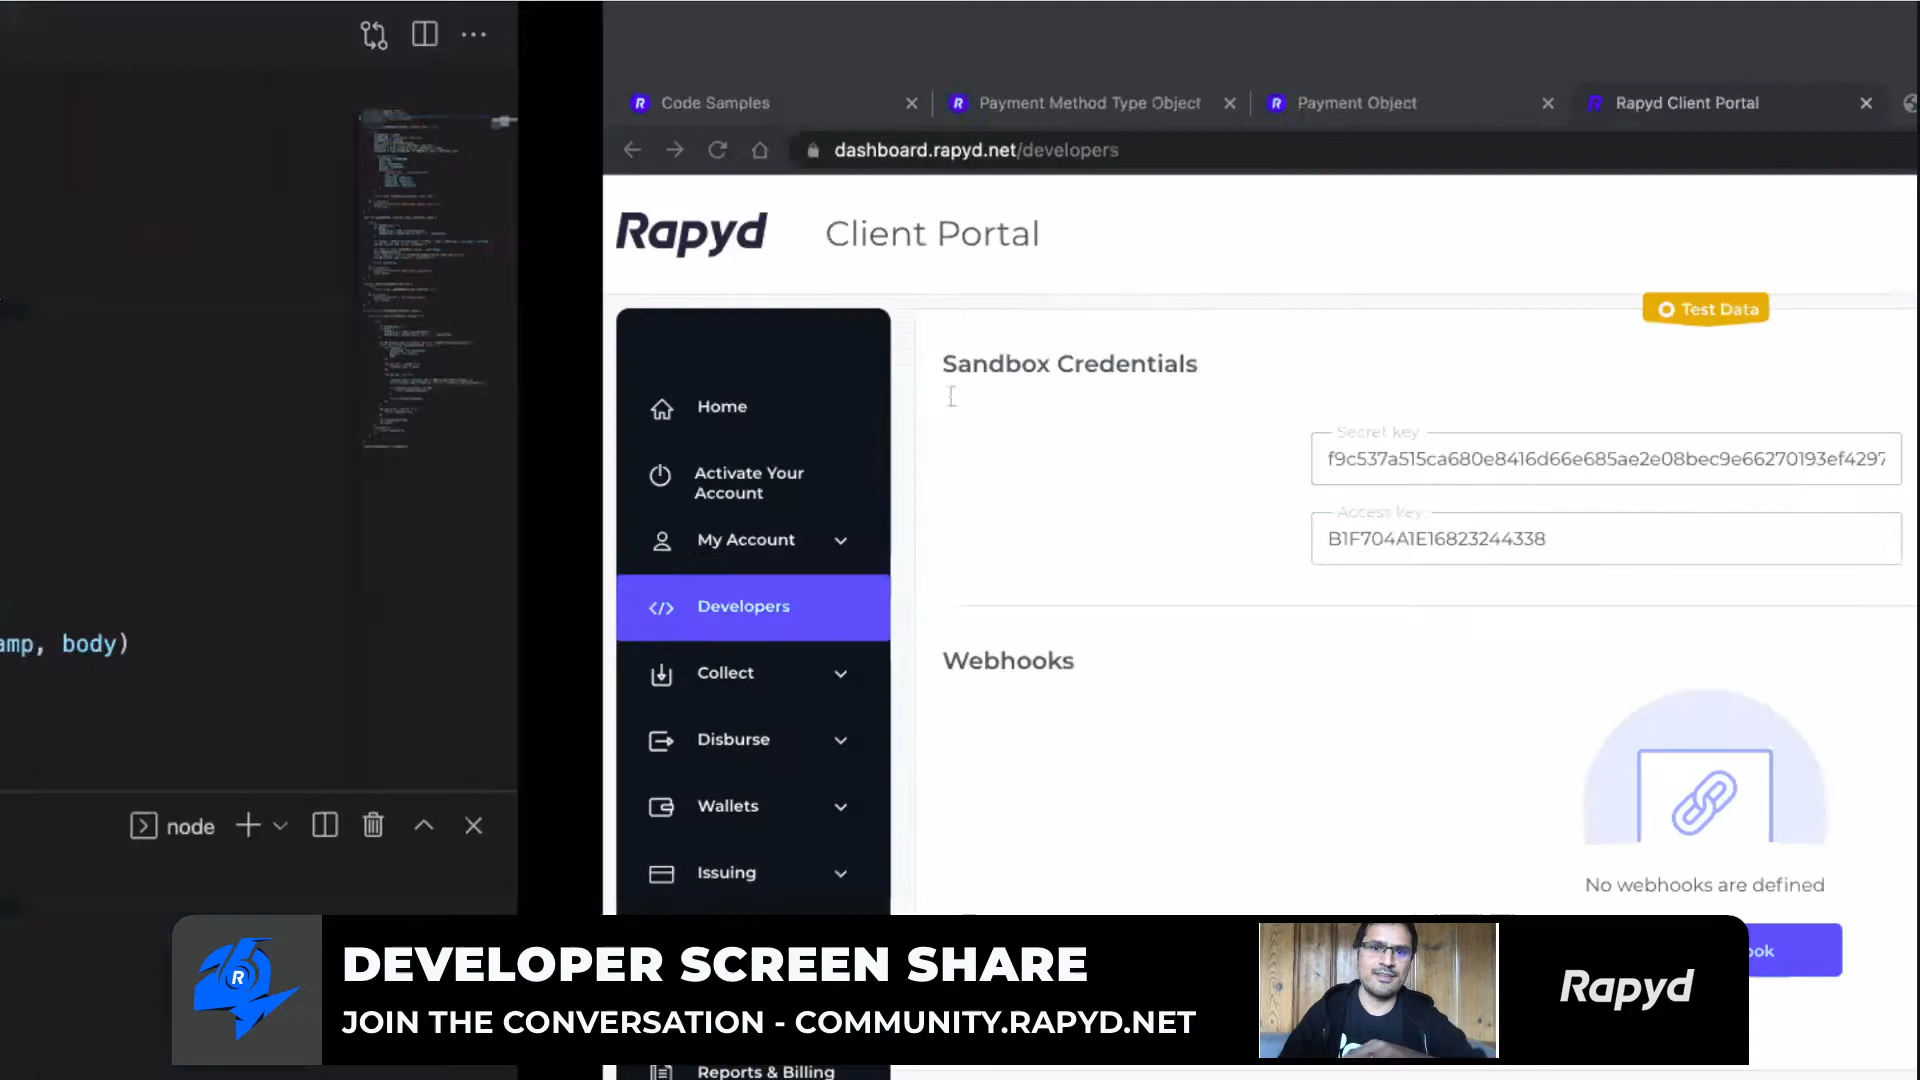 Code Samples
Payment Method Type Object
Payment Object
Rapyd Client Portal
dashboard.rapyd.net/developers
Rapyd
Client Portal
Test Data
Sandbox Credentials
Home
Secret key
f9c537a515ca680e8416d66e685ae2e08bec9e66270193ef4297
Activate Your
Account
Access key
B1F704A1E16823244338
My Account
Developers
amp, body)
Webhooks
Collect
Disburse
Wallets
node
Issuing
No webhooks are defined
ook
R
DEVELOPER SCREEN SHARE
JOIN THE CONVERSATION - COMMUNITY.RAPYD.NET
Rapyd
Reports & Billing